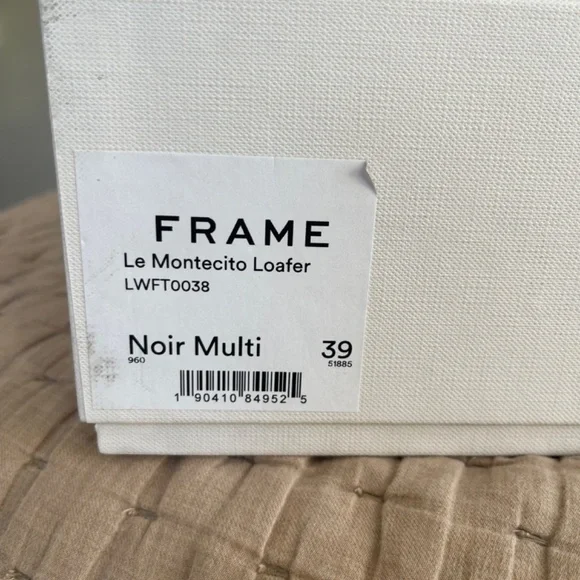 FRAME
Le Montecito Loafer
LWFT0038
Noir Multi 39
960 51885
1 90410 84952 5